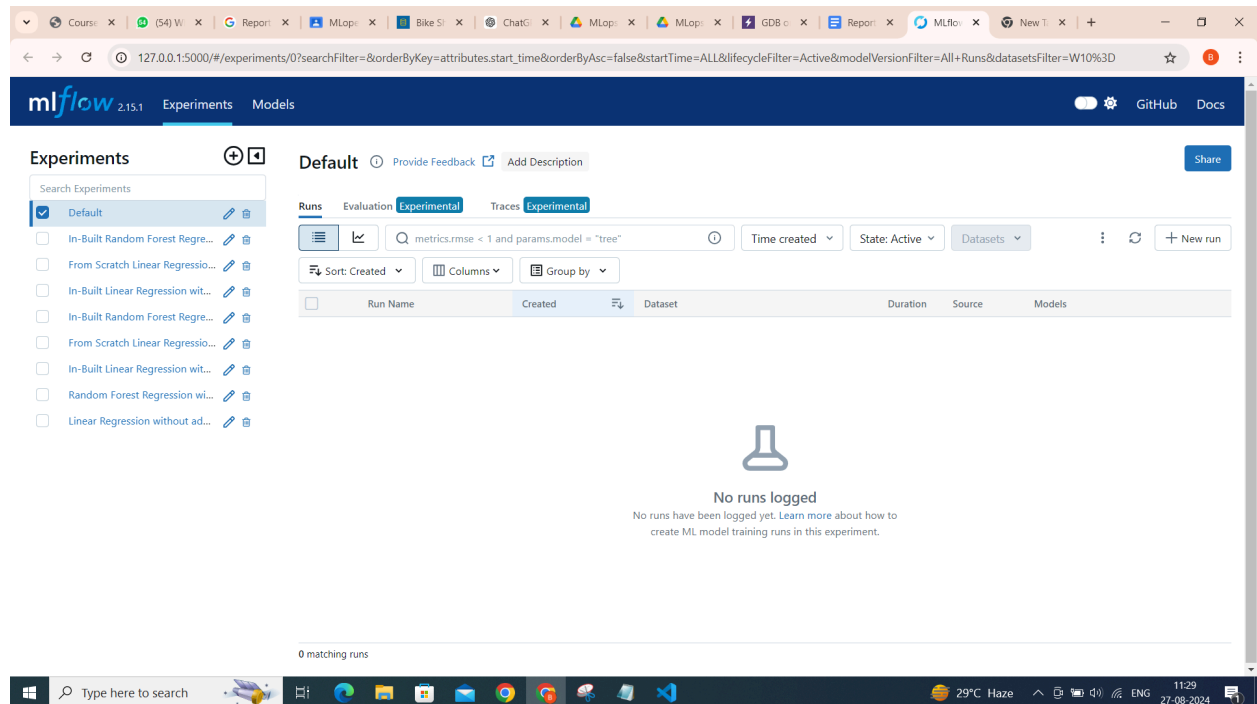 Course
(54) W
Report
MLope
Bike S
ChatG
MLops
MLops
GDB o
Report
MLflow
New T
127.0.0.1:5000/#/experiments/0?searchFilter=&orderByKey=attributes.start_time&orderByAsc=false&startTime=ALL&lifecycleFilter=Active&modelVersionFilter=All+Runs&datasetsFilter=W10%3D
B
mlflow 2.15.1 Experiments Models GitHub Docs
Experiments
Search Experiments
Default
In-Built Random Forest Regre...
From Scratch Linear Regressio...
In-Built Linear Regression wit...
In-Built Random Forest Regre...
From Scratch Linear Regressio...
In-Built Linear Regression wit...
Random Forest Regression wi...
Linear Regression without ad...
Default Provide Feedback Add Description Share
Runs Evaluation Experimental Traces Experimental
metrics.rmse < 1 and params.model = "tree" Time created State: Active Datasets + New run
Sort: Created Columns Group by
Run Name Created Dataset Duration Source Models
No runs logged
No runs have been logged yet. Learn more about how to
create ML model training runs in this experiment.
0 matching runs
Type here to search 29°C Haze ENG 11:29
27-08-2024 1